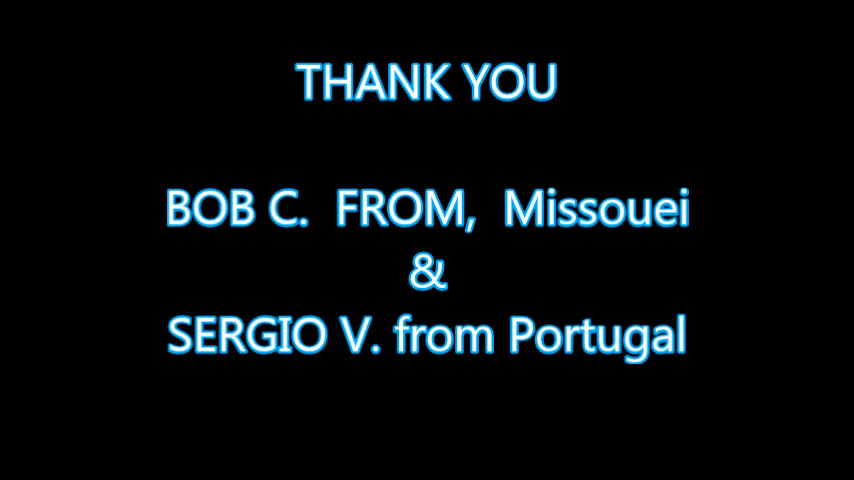 THANK YOU
BOB C. FROM, Missouei
&
SERGIO V. from Portugal